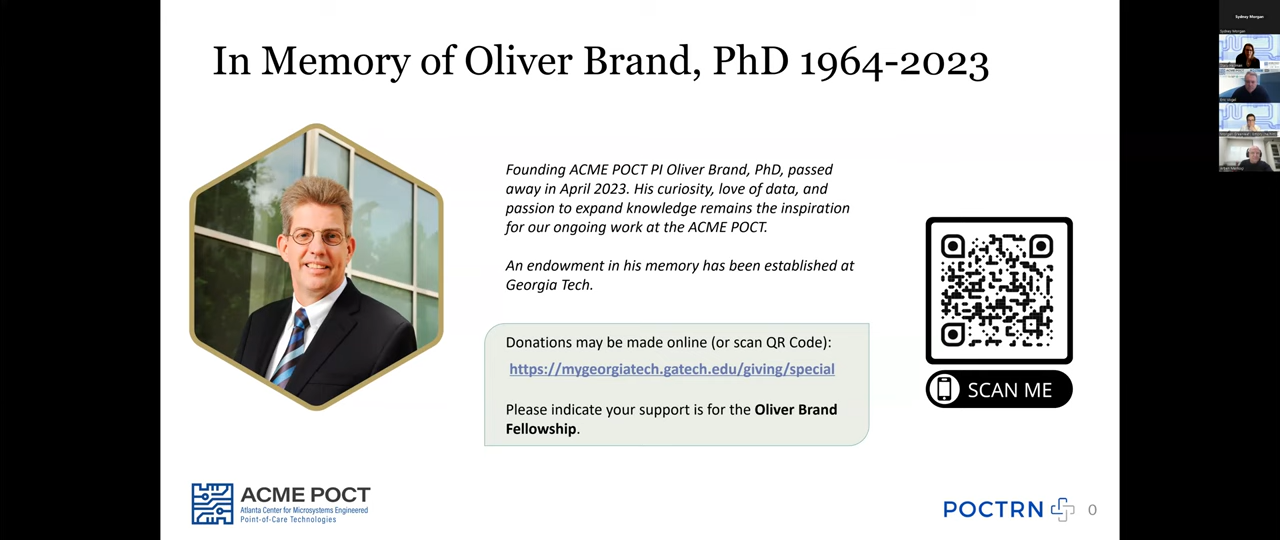 In Memory of Oliver Brand, PhD 1964-2023
Founding ACME POCT PI Oliver Brand, PhD, passed
away in April 2023. His curiosity, love of data, and
passion to expand knowledge remains the inspiration
for our ongoing work at the ACME POCT.
An endowment in his memory has been established at
Georgia Tech.
Donations may be made online (or scan QR Code):
https://mygeorgiatech.gatech.edu/giving/special
Please indicate your support is for the Oliver Brand
Fellowship.
SCAN ME
ACME POCT
Atlanta Center for Microsystems Engineered
Point-of-Care Technologies
POCTRN
0
Sydney Morgan
Sydney Morgan